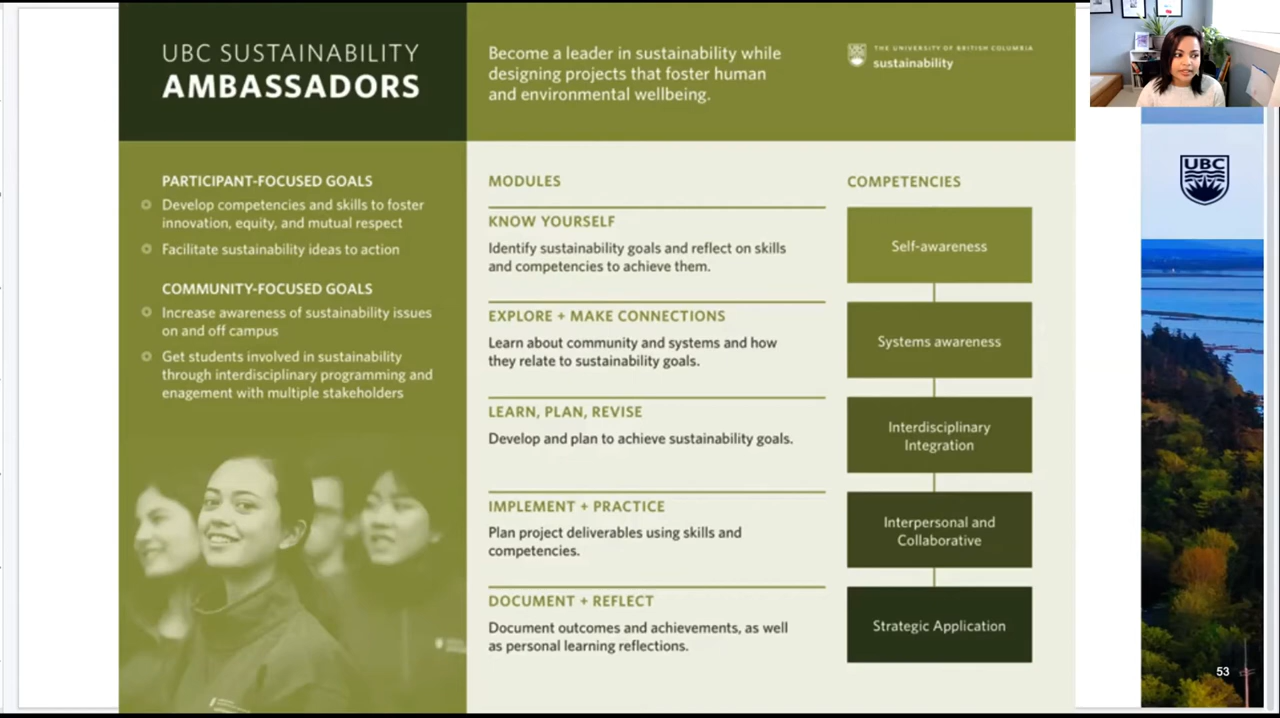 UBC SUSTAINABILITY
AMBASSADORS
Become a leader in sustainability while
designing projects that foster human
and environmental wellbeing.
THE UNIVERSITY OF BRITISH COLUMBIA
sustainability
UBC
PARTICIPANT-FOCUSED GOALS
Develop competencies and skills to foster
innovation, equity, and mutual respect
Facilitate sustainability ideas to action
COMMUNITY-FOCUSED GOALS
Increase awareness of sustainability issues
on and off campus
Get students involved in sustainability
through interdisciplinary programming and
enagement with multiple stakeholders
MODULES
KNOW YOURSELF
Identify sustainability goals and reflect on skills
and competencies to achieve them.
EXPLORE + MAKE CONNECTIONS
Learn about community and systems and how
they relate to sustainability goals.
LEARN, PLAN, REVISE
Develop and plan to achieve sustainability goals.
IMPLEMENT + PRACTICE
Plan project deliverables using skills and
competencies.
DOCUMENT + REFLECT
Document outcomes and achievements, as well
as personal learning reflections.
COMPETENCIES
Self-awareness
Systems awareness
Interdisciplinary
Integration
Interpersonal and
Collaborative
Strategic Application
53